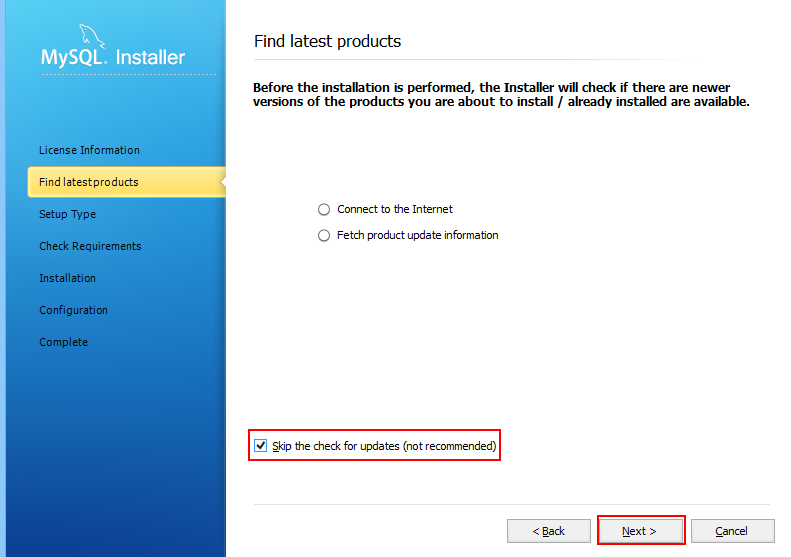 MySQL. Installer
License Information
Find latest products
Setup Type
Check Requirements
Installation
Configuration
Complete
Find latest products
Before the installation is performed, the Installer will check if there are newer
versions of the products you are about to install / already installed are available.
Connect to the Internet
Fetch product update information
Skip the check for updates (not recommended)
< Back
Next >
Cancel